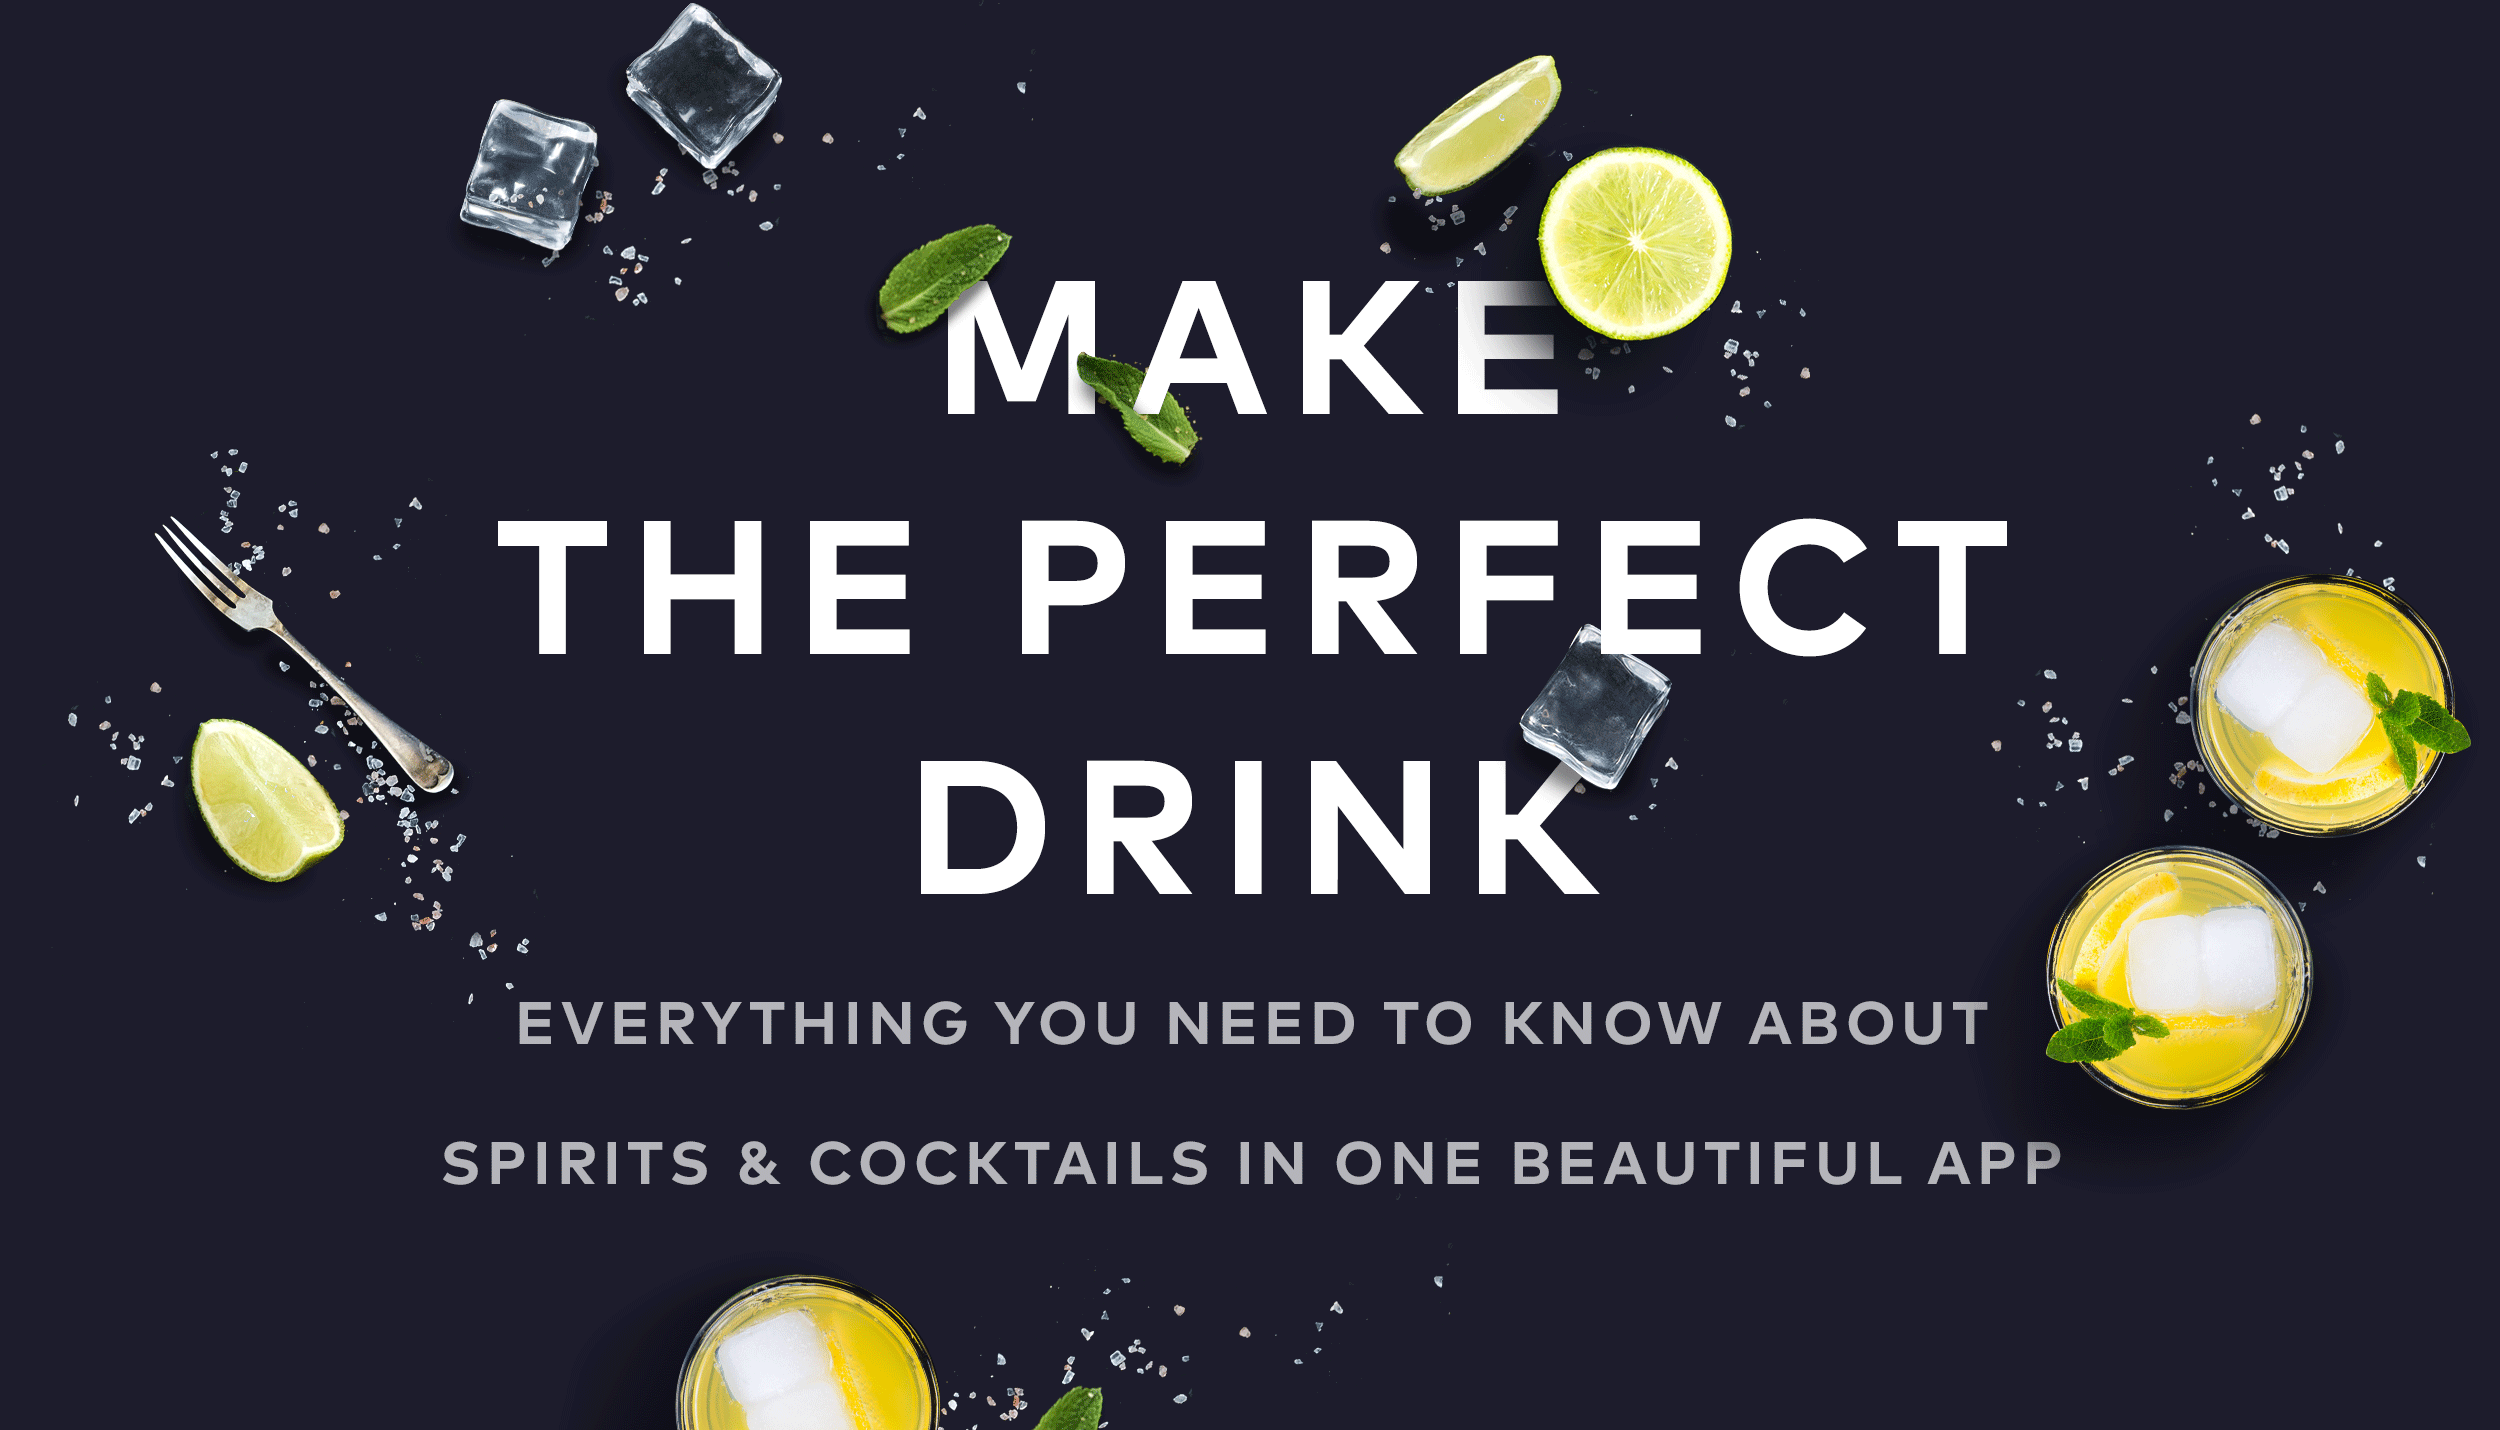 MAKE
THE PERFECT
DRINK
EVERYTHING YOU NEED TO KNOW ABOUT
SPIRITS & COCKTAILS IN ONE BEAUTIFUL APP